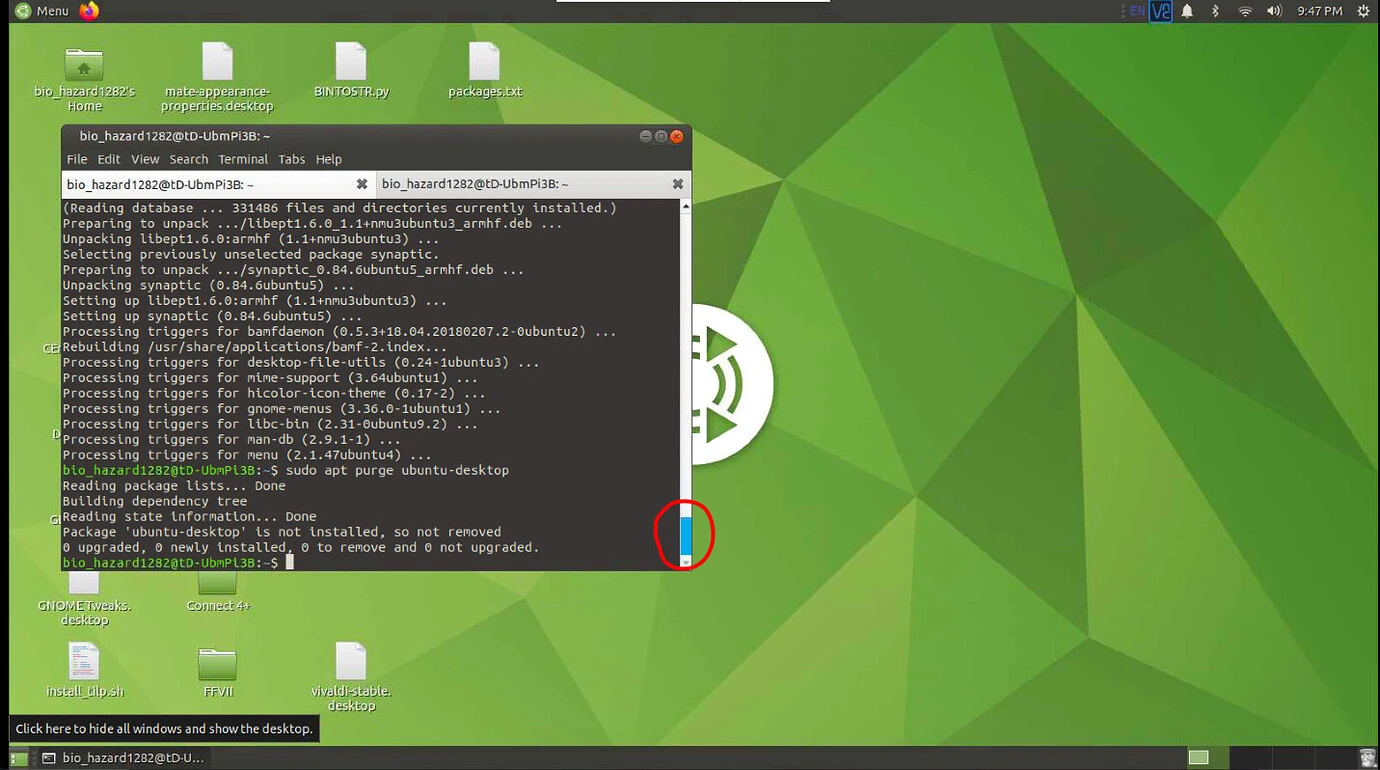 Menu
EN
9:47 PM
bio_hazard1282's
Home
mate-appearance-
properties.desktop
BINTOSTR.py
packages.txt
bio_hazard1282@tD-UbmPi3B: ~
File Edit View Search Terminal Tabs Help
bio_hazard1282@tD-UbmPi3B: ~
bio_hazard1282@tD-UbmPi3B: ~
(Reading database ... 331486 files and directories currently installed.)
Preparing to unpack .../libept1.6.0_1.1+nmu3ubuntu3_armhf.deb ...
Unpacking libept1.6.0:armhf (1.1+nmu3ubuntu3) ...
Selecting previously unselected package synaptic.
Preparing to unpack .../synaptic_0.84.6ubuntu5_armhf.deb ...
Unpacking synaptic (0.84.6ubuntu5) ...
Setting up libept1.6.0:armhf (1.1+nmu3ubuntu3) ...
Setting up synaptic (0.84.6ubuntu5) ...
Processing triggers for bamfdaemon (0.5.3+18.04.20180207.2-0ubuntu2) ...
Rebuilding /usr/share/applications/bamf-2.index...
Processing triggers for desktop-file-utils (0.24-1ubuntu3) ...
Processing triggers for mime-support (3.64ubuntu1) ...
Processing triggers for hicolor-icon-theme (0.17-2) ...
Processing triggers for gnome-menus (3.36.0-1ubuntu1) ...
Processing triggers for libc-bin (2.31-0ubuntu9.2) ...
Processing triggers for man-db (2.9.1-1) ...
Processing triggers for menu (2.1.47ubuntu4) ...
bio_hazard1282@tD-UbmPi3B:~$ sudo apt purge ubuntu-desktop
Reading package lists... Done
Building dependency tree
Reading state information... Done
Package 'ubuntu-desktop' is not installed, so not removed
0 upgraded, 0 newly installed, 0 to remove and 0 not upgraded.
bio_hazard1282@tD-UbmPi3B:~$
GNOME Tweaks.
desktop
Connect 4+
install_tilp.sh
FFVII
vivaldi-stable.
desktop
Click here to hide all windows and show the desktop.
bio_hazard1282@tD-U...